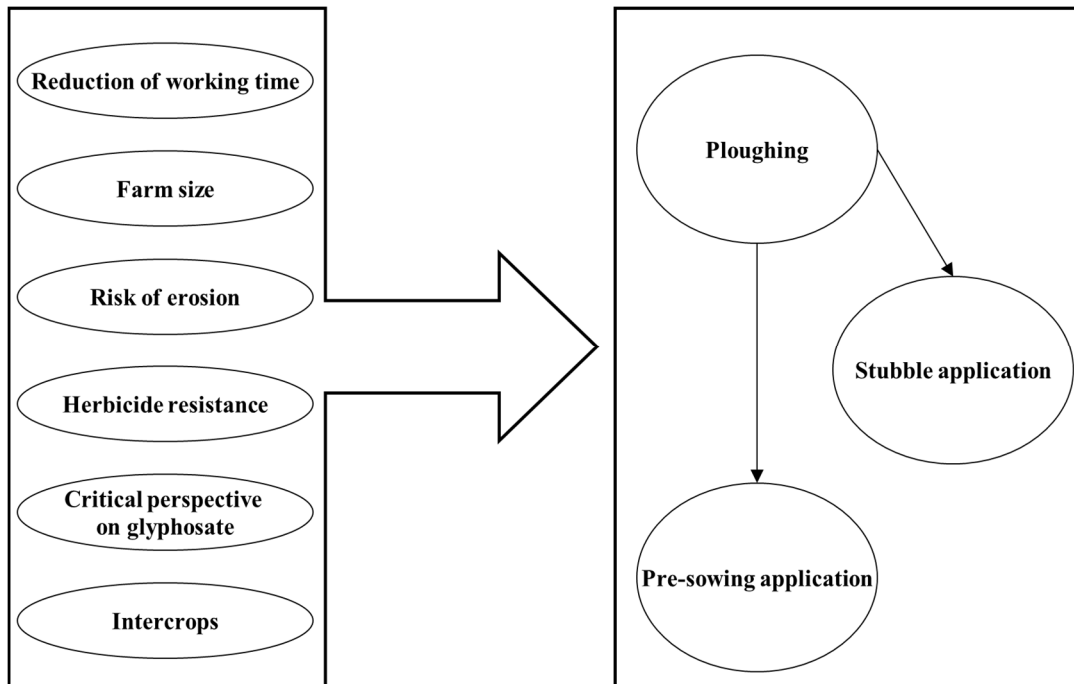 Reduction of working time
Farm size
Risk of erosion
Herbicide resistance
Critical perspective
on glyphosate
Intercrops
Ploughing
Stubble application
Pre-sowing application